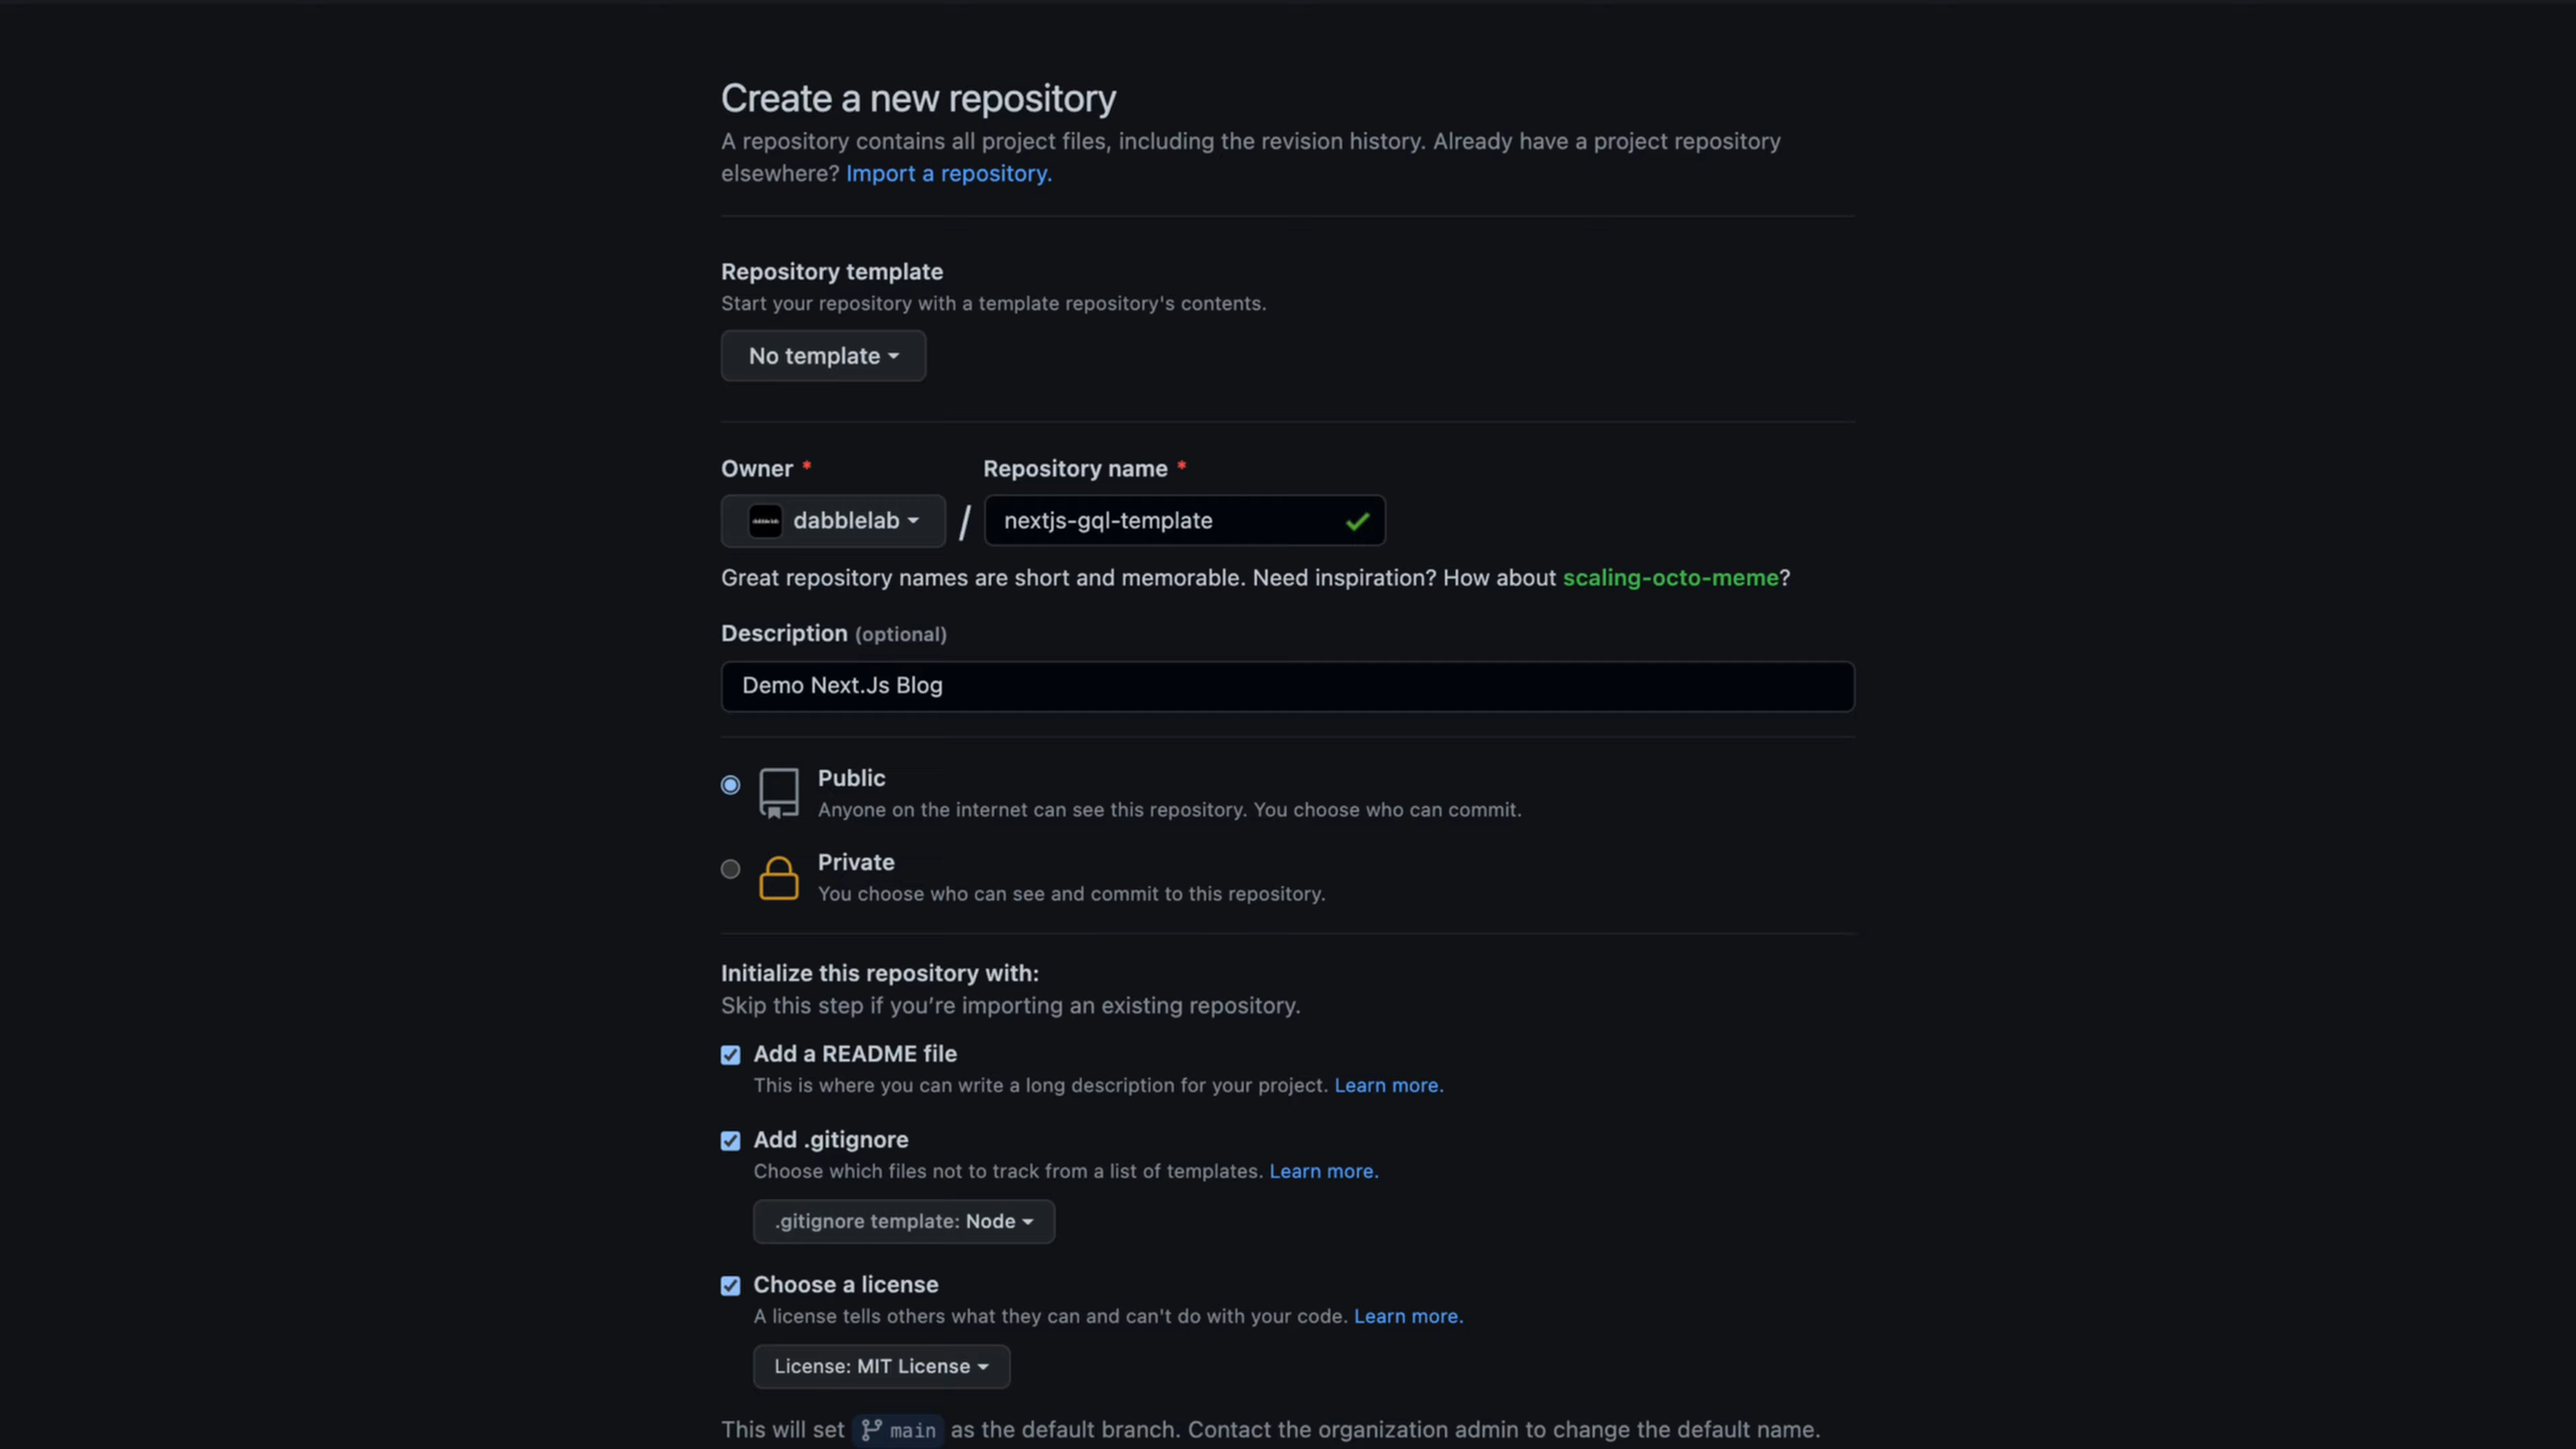 Create a new repository
A repository contains all project files, including the revision history. Already have a project repository
elsewhere? Import a repository.
Repository template
Start your repository with a template repository's contents.
No template
Owner * Repository name *
dabblelab / nextjs-gql-template
Great repository names are short and memorable. Need inspiration? How about scaling-octo-meme?
Description (optional)
Demo Next.Js Blog
Public
Anyone on the internet can see this repository. You choose who can commit.
Private
You choose who can see and commit to this repository.
Initialize this repository with:
Skip this step if you’re importing an existing repository.
Add a README file
This is where you can write a long description for your project. Learn more.
Add .gitignore
Choose which files not to track from a list of templates. Learn more.
.gitignore template: Node
Choose a license
A license tells others what they can and can't do with your code. Learn more.
License: MIT License
This will set main as the default branch. Contact the organization admin to change the default name.